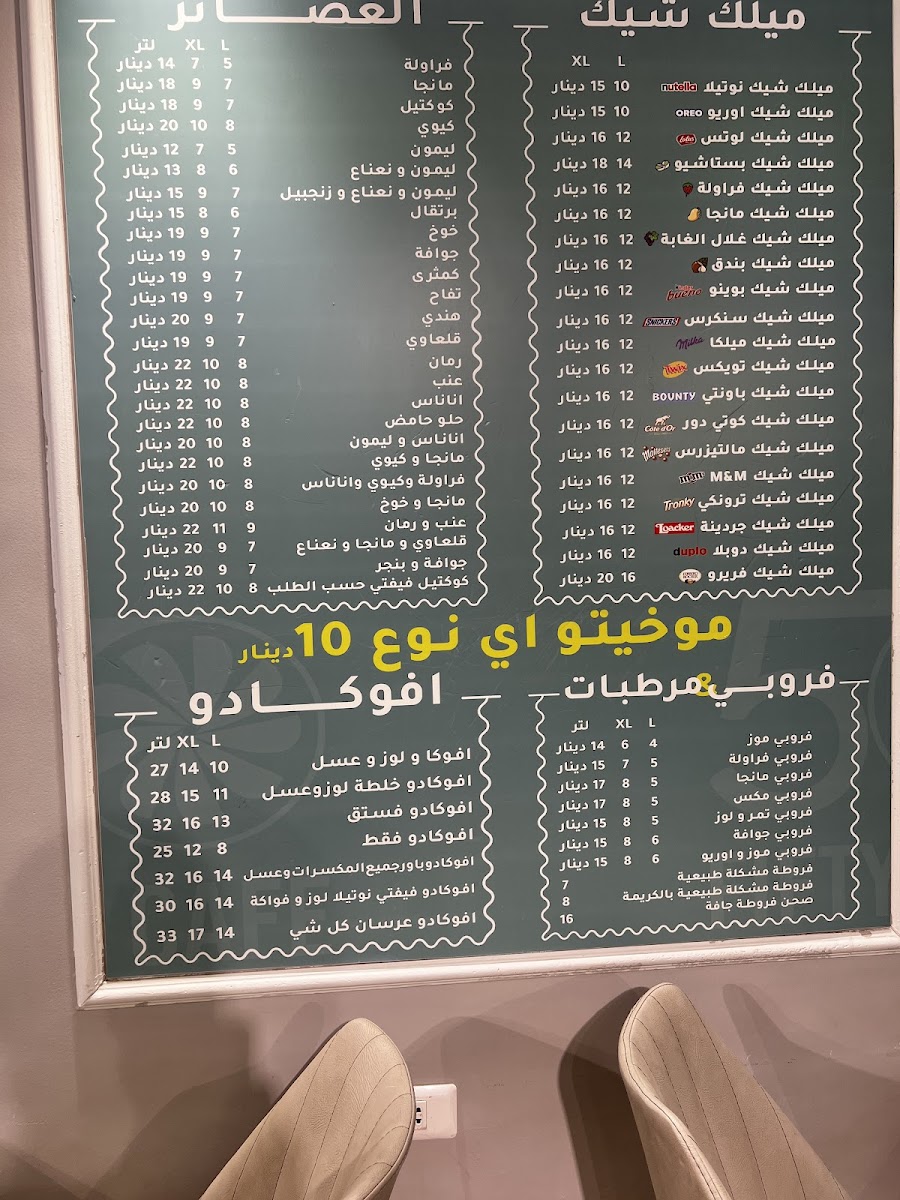 ميلك شيك
XL L
ميلك شيك نوتيلا nutella 10 15 دينار
ميلك شيك اوريو OREO 10 15 دينار
ميلك شيك لوتس Lotus 12 16 دينار
ميلك شيك بستاشيو 14 18 دينار
ميلك شيك فراولة 12 16 دينار
ميلك شيك مانجا 12 16 دينار
ميلك شيك غلال الغابة 12 16 دينار
ميلك شيك بندق 12 16 دينار
ميلك شيك بوينو bueno 12 16 دينار
ميلك شيك سنكرس SNICKERS 12 16 دينار
ميلك شيك ميلكا Milka 12 16 دينار
ميلك شيك تويكس Twix 12 16 دينار
ميلك شيك باونتي BOUNTY 12 16 دينار
ميلك شيك كوتي دور Côte d'Or 12 16 دينار
ميلك شيك مالتيزرس Maltesers 12 16 دينار
ميلك شيك M&M m&m 12 16 دينار
ميلك شيك ترونكي Tronky 12 16 دينار
ميلك شيك جردينة Loacker 12 16 دينار
ميلك شيك دوبلا duplo 12 16 دينار
ميلك شيك فريرو 16 20 دينار
العصائر
لتر XL L
فراولة 5 7 14 دينار
مانجا 7 9 18 دينار
كوكتيل 7 9 18 دينار
كيوي 8 10 20 دينار
ليمون 5 7 12 دينار
ليمون و نعناع 6 8 13 دينار
ليمون و نعناع و زنجبيل 7 9 15 دينار
برتقال 6 8 15 دينار
خوخ 7 9 19 دينار
جوافة 7 9 19 دينار
كمثرى 7 9 19 دينار
تفاح 7 9 19 دينار
هندي 7 9 20 دينار
قلعاوي 7 9 19 دينار
رمان 8 10 22 دينار
عنب 8 10 22 دينار
اناناس 8 10 22 دينار
حلو حامض 8 10 22 دينار
اناناس و ليمون 8 10 20 دينار
مانجا و كيوي 8 10 22 دينار
فراولة وكيوي واناناس 8 10 20 دينار
مانجا و خوخ 8 10 20 دينار
عنب و رمان 9 11 22 دينار
قلعاوي و مانجا و نعناع 7 9 20 دينار
جوافة و بنجر 7 9 20 دينار
كوكتيل فيفتي حسب الطلب 8 10 22 دينار
موخيتو اي نوع 10 دينار
فروبي & مرطبات
لتر XL L
فروبي موز 4 6 14 دينار
فروبي فراولة 5 7 15 دينار
فروبي مانجا 5 8 17 دينار
فروبي مكس 5 8 17 دينار
فروبي تمر و لوز 5 8 15 دينار
فروبي جوافة 6 8 15 دينار
فروبي موز و اوريو 6 8 15 دينار
فروطة مشكلة طبيعية 7
فروطة مشكلة طبيعية بالكريمة 8
صحن فروطة جافة 16
افوكادو
لتر XL L
افوكا و لوز و عسل 10 14 27
افوكادو خلطة لوزوعسل 11 15 28
افوكادو فستق 13 16 32
افوكادو فقط 8 12 25
افوكادوباورجميع المكسرات وعسل 14 16 32
افوكادو فيفتي نوتيلا لوز و فواكة 14 16 30
افوكادو عرسان كل شي 14 17 33